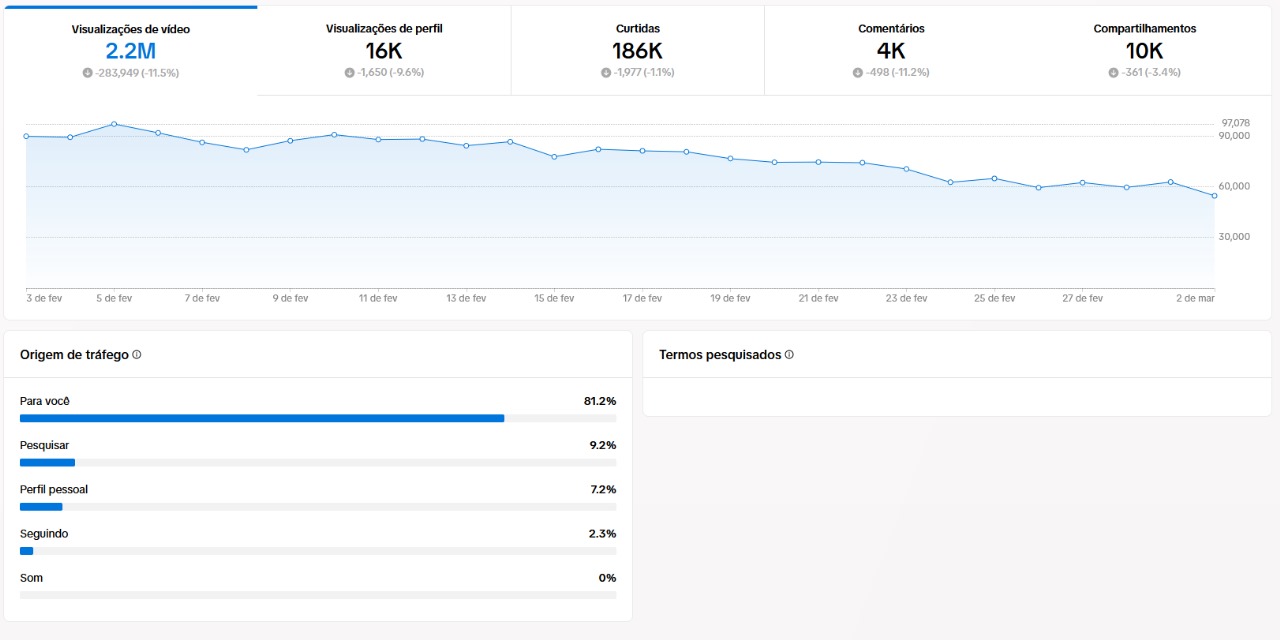 Visualizações de vídeo
2.2M
-283,949 (-11.5%)
Visualizações de perfil
16K
-1,650 (-9.6%)
Curtidas
186K
-1,977 (-1.1%)
Comentários
4K
-498 (-11.2%)
Compartilhamentos
10K
-361 (-3.4%)
97,078
90,000
60,000
30,000
3 de fev
5 de fev
7 de fev
9 de fev
11 de fev
13 de fev
15 de fev
17 de fev
19 de fev
21 de fev
23 de fev
25 de fev
27 de fev
2 de mar
Origem de tráfego
Para você 81.2%
Pesquisar 9.2%
Perfil pessoal 7.2%
Seguindo 2.3%
Som 0%
Termos pesquisados